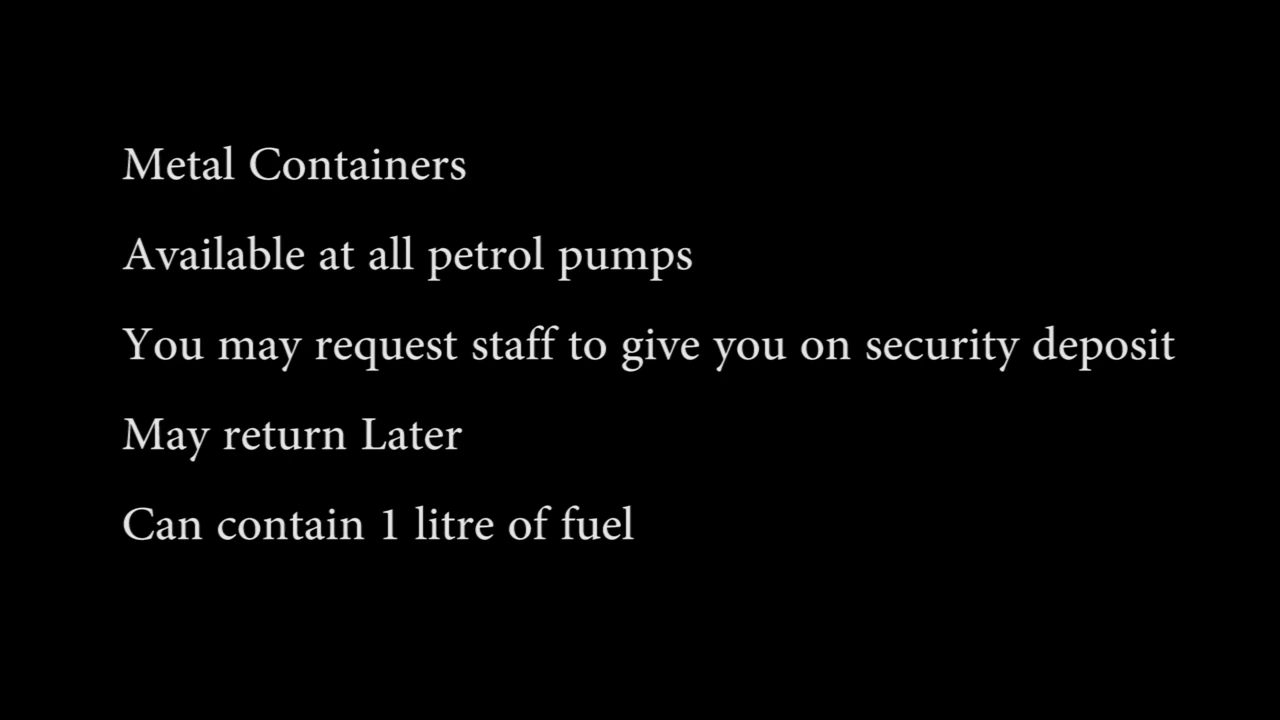 Metal Containers
Available at all petrol pumps
You may request staff to give you on security deposit
May return Later
Can contain 1 litre of fuel